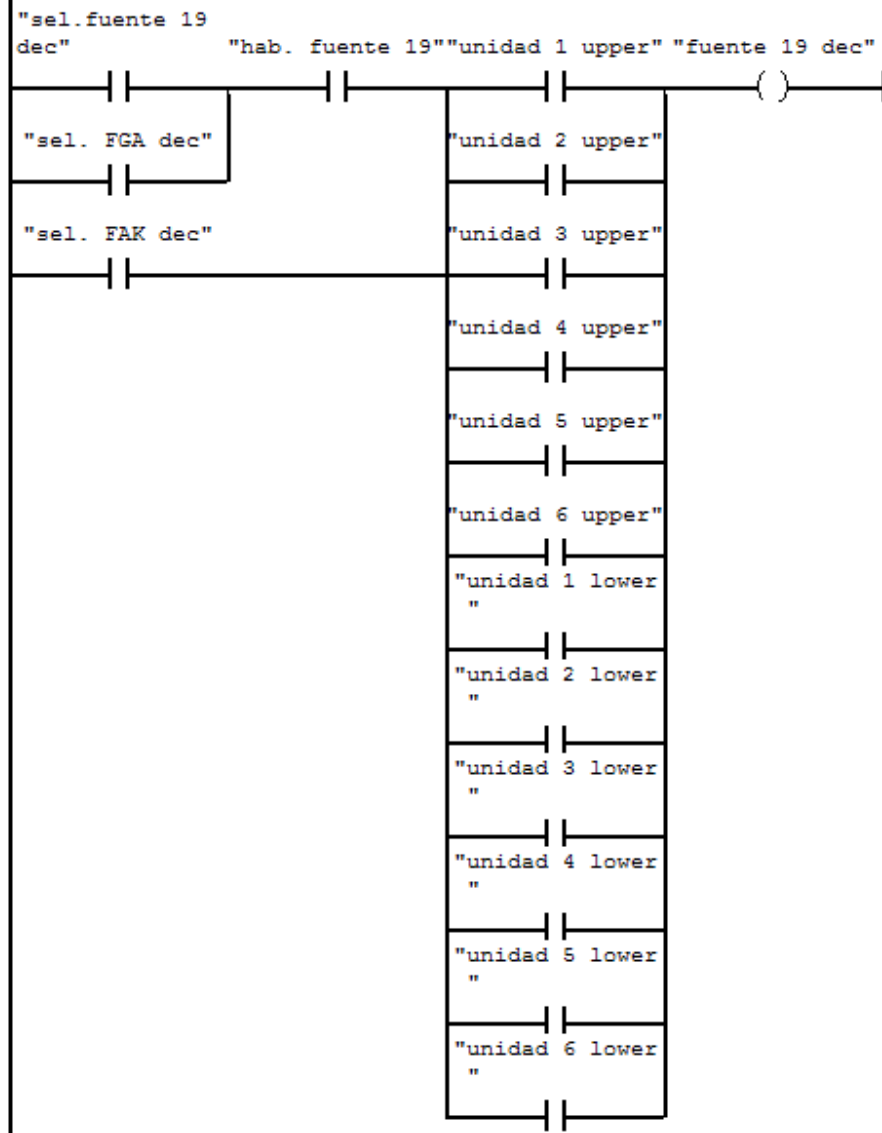 "sel.fuente 19
dec"
"hab. fuente 19"
"unidad 1 upper"
"fuente 19 dec"
"sel. FGA dec"
"unidad 2 upper"
"sel. FAK dec"
"unidad 3 upper"
"unidad 4 upper"
"unidad 5 upper"
"unidad 6 upper"
"unidad 1 lower
"
"unidad 2 lower
"
"unidad 3 lower
"
"unidad 4 lower
"
"unidad 5 lower
"
"unidad 6 lower
"